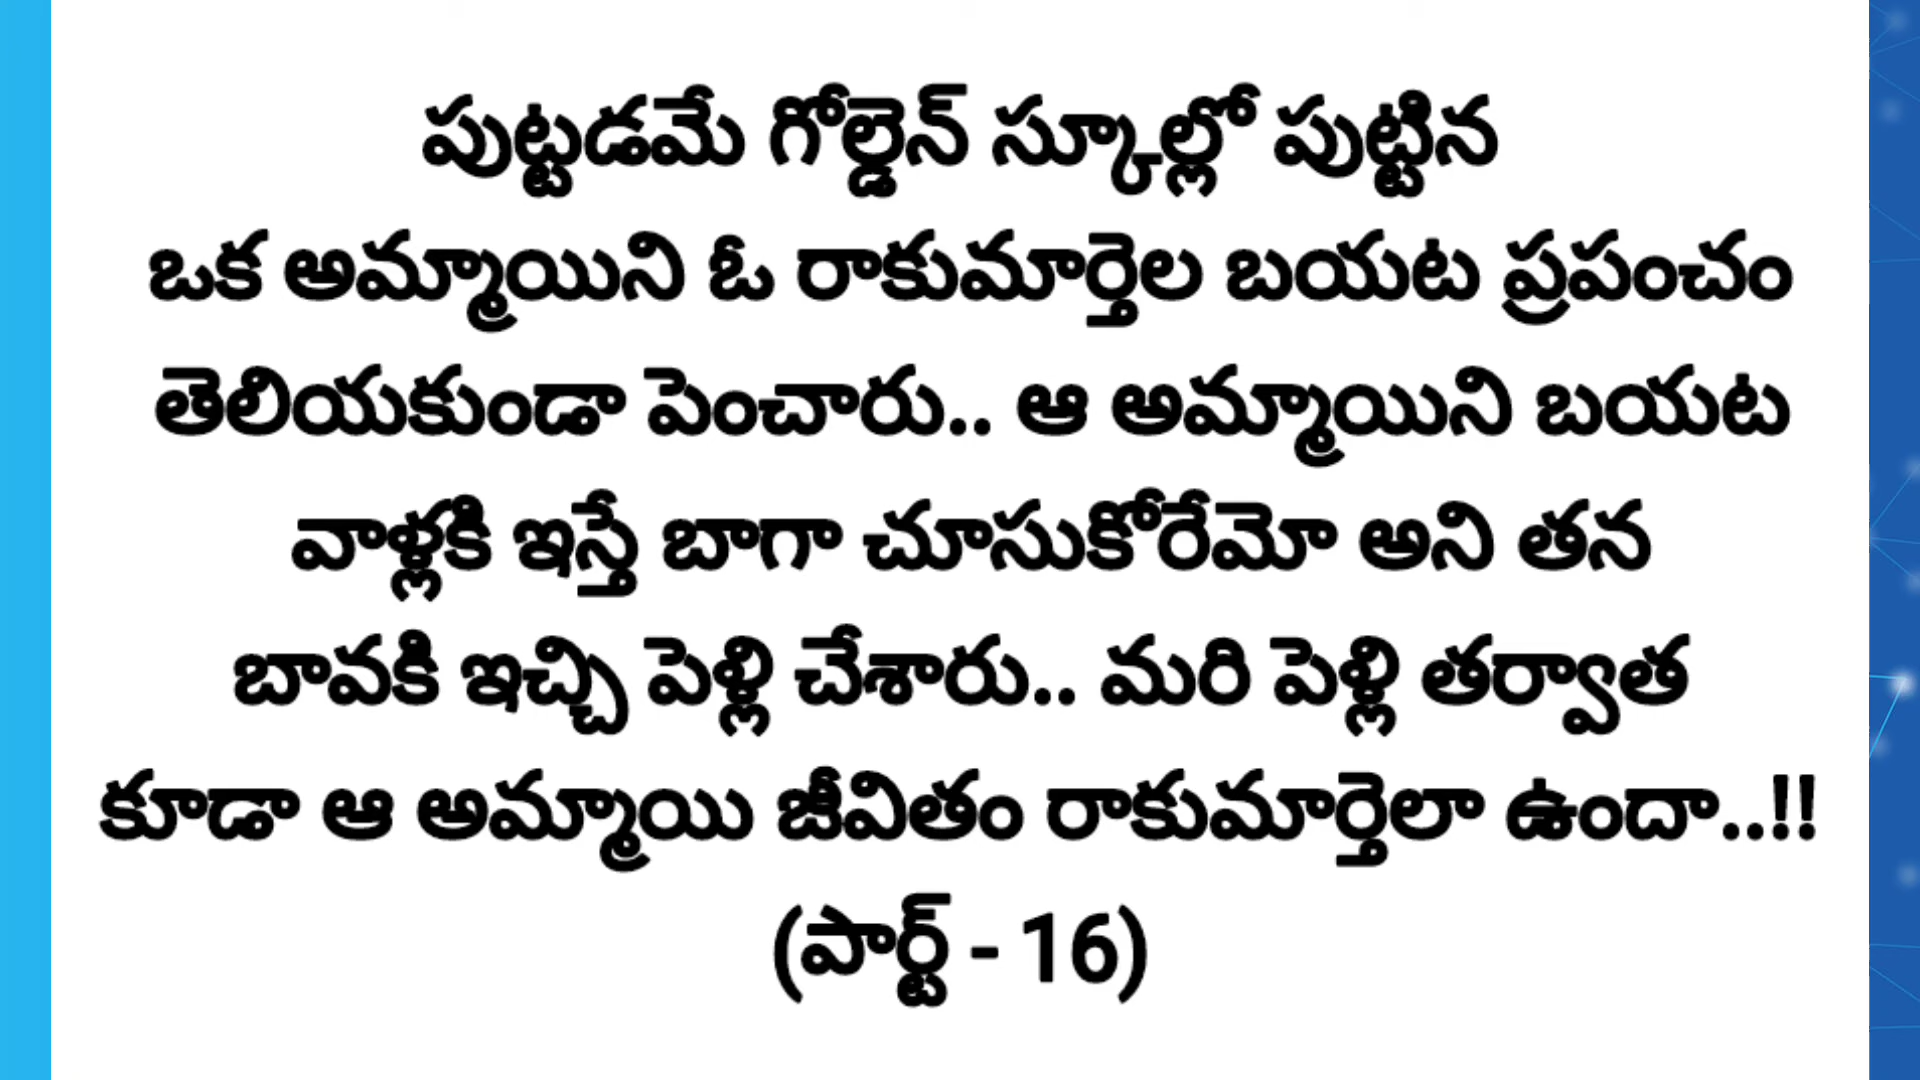 పుట్టడమే గోల్డెన్ స్కూల్లో పుట్టిన
ఒక అమ్మాయిని ఓ రాకుమార్తెల బయట ప్రపంచం
తెలియకుండా పెంచారు.. ఆ అమ్మాయిని బయట
వాళ్లకి ఇస్తే బాగా చూసుకోరేమో అని తన
బావకి ఇచ్చి పెళ్లి చేశారు.. మరి పెళ్లి తర్వాత
కూడా ఆ అమ్మాయి జీవితం రాకుమార్తెలా ఉందా..!!
(పార్ట్ - 16)